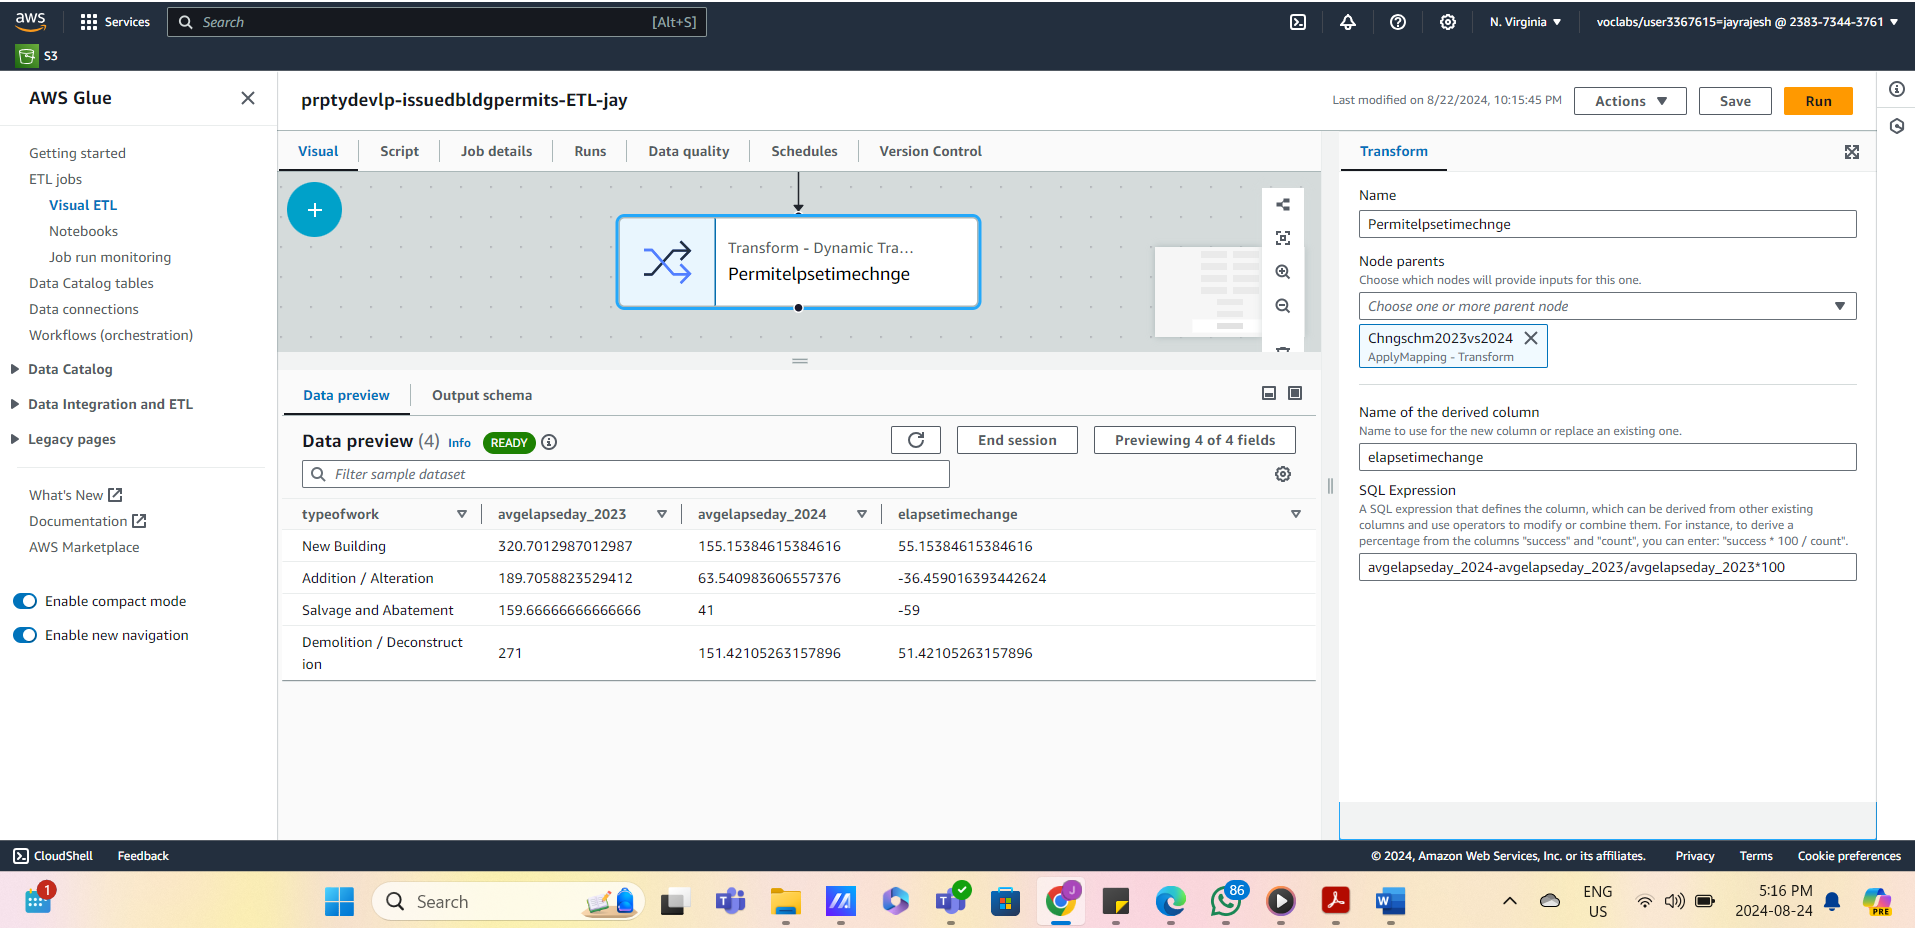 aws
Services
Search
[Alt+S]
N. Virginia
voclabs/user3367615=jayrajesh @ 2383-7344-3761
S3
AWS Glue
Getting started
ETL jobs
Visual ETL
Notebooks
Job run monitoring
Data Catalog tables
Data connections
Workflows (orchestration)
Data Catalog
Data Integration and ETL
Legacy pages
What's New
Documentation
AWS Marketplace
Enable compact mode
Enable new navigation
prptydevlp-issuedbldgpermits-ETL-jay
Last modified on 8/22/2024, 10:15:45 PM
Actions
Save
Run
Visual
Script
Job details
Runs
Data quality
Schedules
Version Control
Transform - Dynamic Tra...
Permitelpsetimechnge
Data preview
Output schema
Data preview (4) Info READY
End session
Previewing 4 of 4 fields
Filter sample dataset
typeofwork avgelapseday_2023 avgelapseday_2024 elapsetimechange
New Building 320.7012987012987 155.15384615384616 55.15384615384616
Addition / Alteration 189.7058823529412 63.540983606557376 -36.459016393442624
Salvage and Abatement 159.66666666666666 41 -59
Demolition / Deconstruct
ion 271 151.42105263157896 51.42105263157896
Transform
Name
Permitelpsetimechnge
Node parents
Choose which nodes will provide inputs for this one.
Choose one or more parent node
Chngschm2023vs2024
ApplyMapping - Transform
Name of the derived column
Name to use for the new column or replace an existing one.
elapsetimechange
SQL Expression
A SQL expression that defines the column, which can be derived from other existing
columns and use operators to modify or combine them. For instance, to derive a
percentage from the columns "success" and "count", you can enter: "success * 100 / count".
avgelapseday_2024-avgelapseday_2023/avgelapseday_2023*100
CloudShell
Feedback
© 2024, Amazon Web Services, Inc. or its affiliates.
Privacy
Terms
Cookie preferences
1
Search
T
T
J
86
W
ENG
US
5:16 PM
2024-08-24
PRE